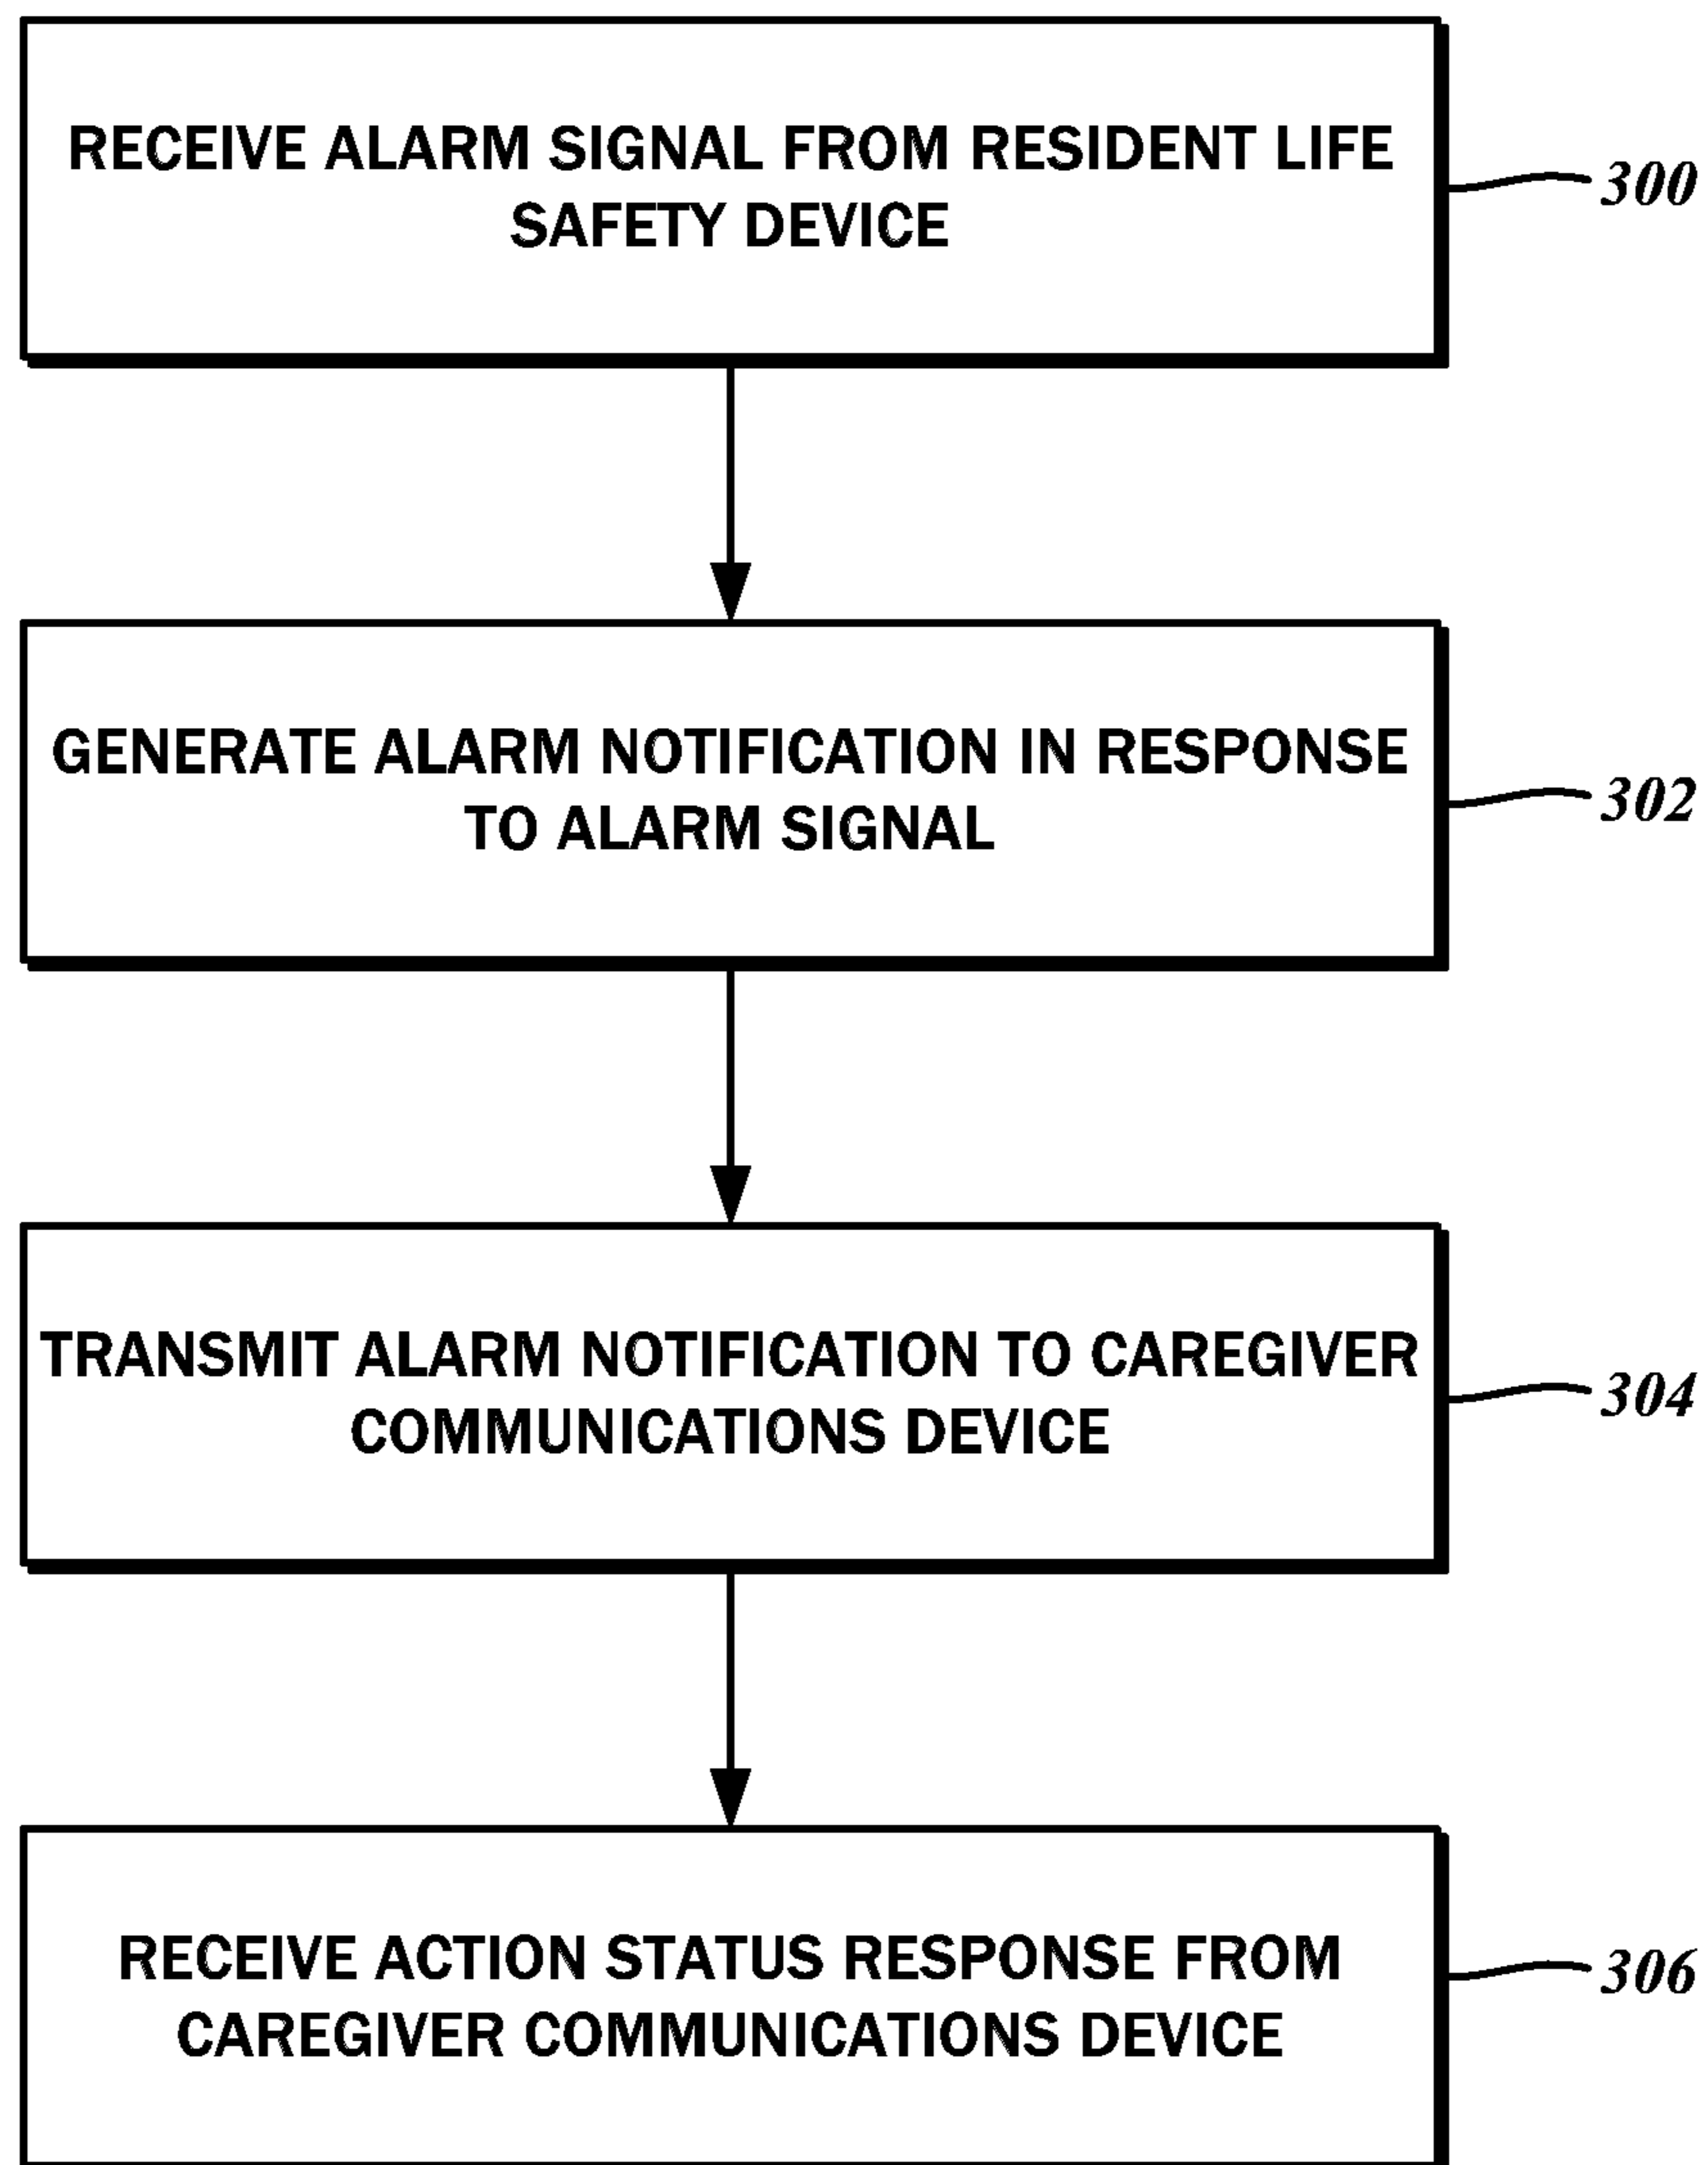 RECEIVE ALARM SIGNAL FROM RESIDENT LIFE
SAFETY DEVICE
300
GENERATE ALARM NOTIFICATION IN RESPONSE
TO ALARM SIGNAL
302
TRANSMIT ALARM NOTIFICATION TO CAREGIVER
COMMUNICATIONS DEVICE
304
RECEIVE ACTION STATUS RESPONSE FROM
CAREGIVER COMMUNICATIONS DEVICE
306